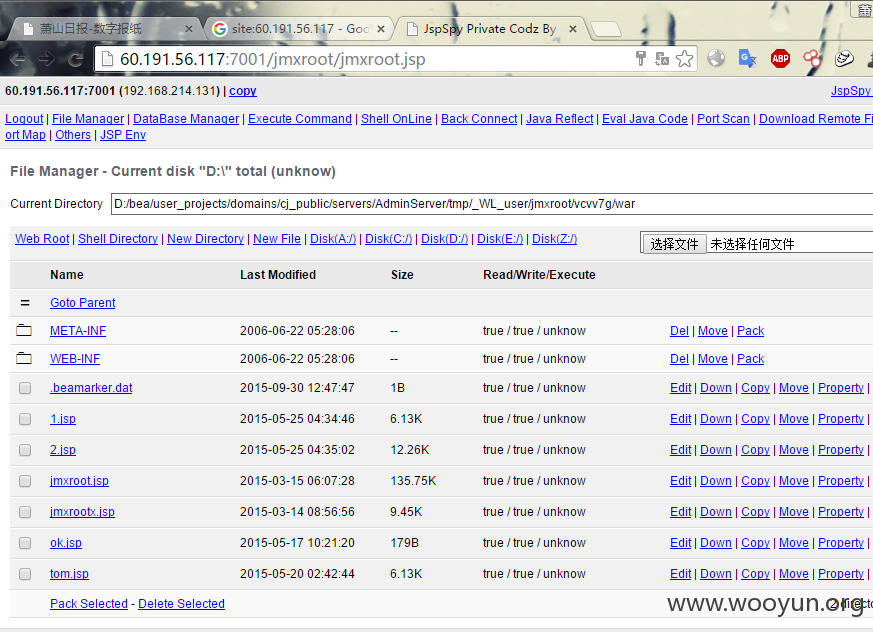 萧
萧山日报-数字报纸 site:60.191.56.117 - Goo JspSpy Private Codz By
60.191.56.117:7001/jmxroot/jmxroot.jsp
60.191.56.117:7001 (192.168.214.131) | copy JspSpy
Logout | File Manager | DataBase Manager | Execute Command | Shell OnLine | Back Connect | Java Reflect | Eval Java Code | Port Scan | Download Remote Fi
ort Map | Others | JSP Env
File Manager - Current disk "D:\" total (unknow)
Current Directory D:/bea/user_projects/domains/cj_public/servers/AdminServer/tmp/_WL_user/jmxroot/vcvv7g/war
Web Root | Shell Directory | New Directory | New File | Disk(A:/) | Disk(C:/) | Disk(D:/) | Disk(E:/) | Disk(Z:/) 选择文件 未选择任何文件
Name Last Modified Size Read/Write/Execute
= Goto Parent
META-INF 2006-06-22 05:28:06 -- true / true / unknow Del | Move | Pack
WEB-INF 2006-06-22 05:28:06 -- true / true / unknow Del | Move | Pack
.beamarker.dat 2015-09-30 12:47:47 1B true / true / unknow Edit | Down | Copy | Move | Property |
1.jsp 2015-05-25 04:34:46 6.13K true / true / unknow Edit | Down | Copy | Move | Property |
2.jsp 2015-05-25 04:35:02 12.26K true / true / unknow Edit | Down | Copy | Move | Property |
jmxroot.jsp 2015-03-15 06:07:28 135.75K true / true / unknow Edit | Down | Copy | Move | Property |
jmxrootx.jsp 2015-03-14 08:56:56 9.45K true / true / unknow Edit | Down | Copy | Move | Property |
ok.jsp 2015-05-17 10:21:20 179B true / true / unknow Edit | Down | Copy | Move | Property |
tom.jsp 2015-05-20 02:42:44 6.13K true / true / unknow Edit | Down | Copy | Move | Property |
Pack Selected - Delete Selected
www.wooyun.org